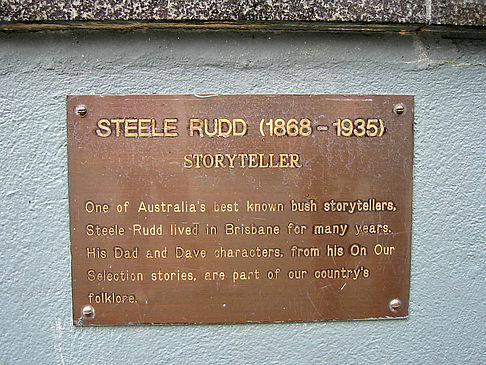 STEELE RUDD (1868 - 1935)
STORYTELLER
One of Australia's best known bush storytellers,
Steele Rudd lived in Brisbane for many years.
His Dad and Dave characters, from his On Our
Selection stories, are part of our country's
folklore.